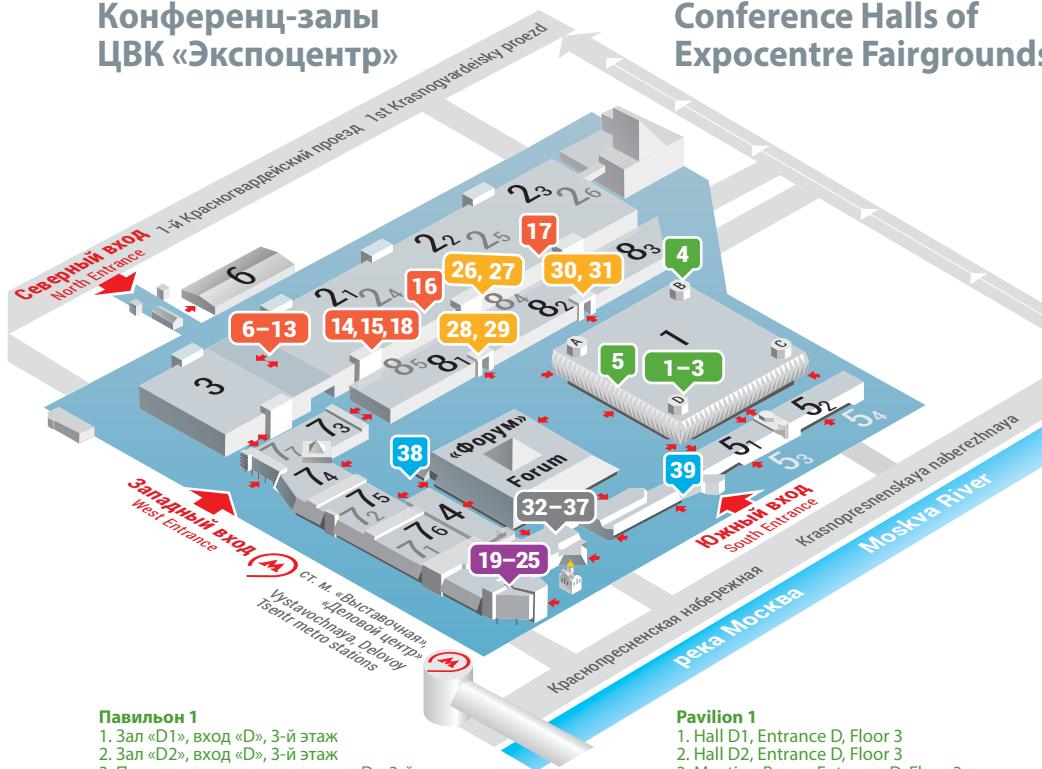 Конференц-залы
ЦВК «Экспоцентр»
Conference Halls of
Expocentre Fairgrounds
1-й Красногвардейский проезд 1st Krasnogvardeisky proezd
Северный вход
North Entrance
6
2₃
2₆
2₂
2₅
2₁
2₄
17
4
16
26, 27
30, 31
8₃
8₄
8₂
B
6–13
14, 15, 18
28, 29
8₅
8₁
3
1
A
C
5
1–3
D
5₂
5₄
5₁
5₃
7₃
7₇
7₄
7₅
7₂
7₆
7₁
4
38
«Форум»
Forum
39
32–37
19–25
Западный вход
West Entrance
Южный вход
South Entrance
ст. м. «Выставочная»,
«Деловой центр»
Vystavochnaya, Delovoy
Tsentr metro stations
Краснопресненская набережная Krasnopresnenskaya naberezhnaya
река Москва Moskva River
Павильон 1
1. Зал «D1», вход «D», 3-й этаж
2. Зал «D2», вход «D», 3-й этаж
Pavilion 1
1. Hall D1, Entrance D, Floor 3
2. Hall D2, Entrance D, Floor 3